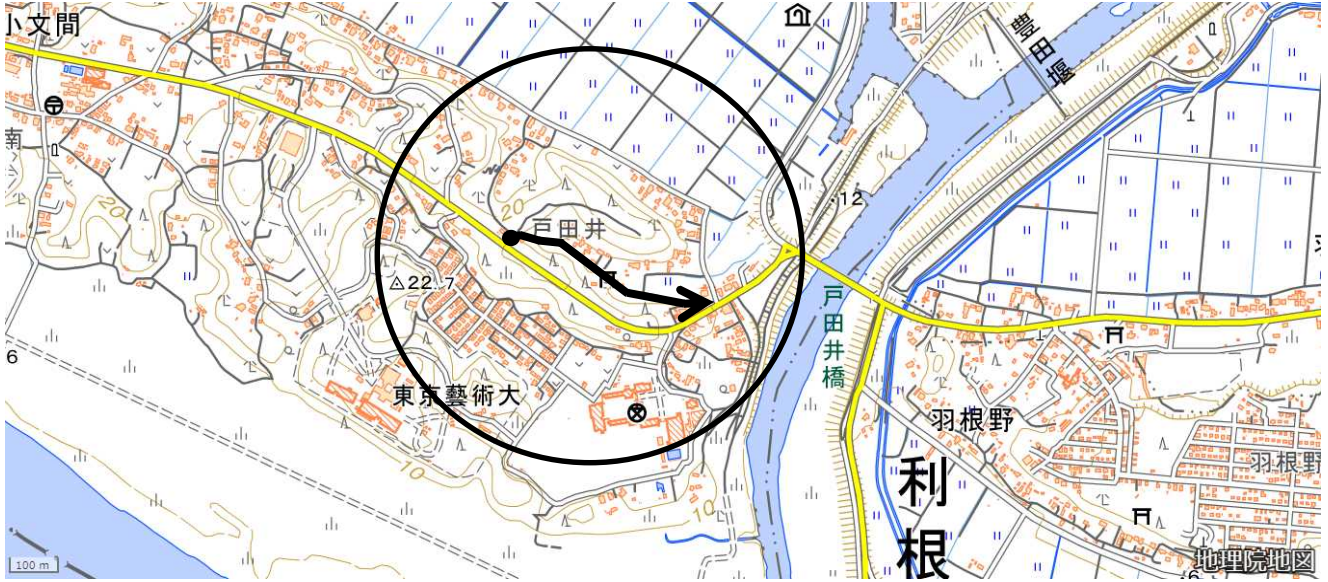 小文間
豊田堰
南
20
戸田井
20
12
22.7
戸田井橋
6
東京藝術大
文
10
10
羽根野
羽根野
利根
6
100 m
地理院地図